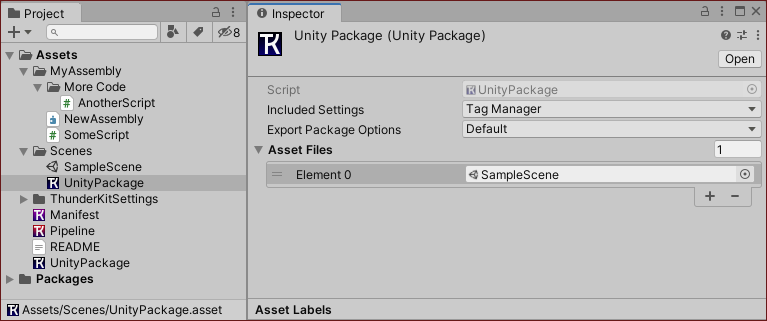 Project
8
Assets
MyAssembly
More Code
AnotherScript
NewAssembly
SomeScript
Scenes
SampleScene
UnityPackage
ThunderKitSettings
Manifest
Pipeline
README
UnityPackage
Packages
Assets/Scenes/UnityPackage.asset
Inspector
Unity Package (Unity Package)
Open
Script UnityPackage
Included Settings Tag Manager
Export Package Options Default
Asset Files 1
Element 0 SampleScene
Asset Labels